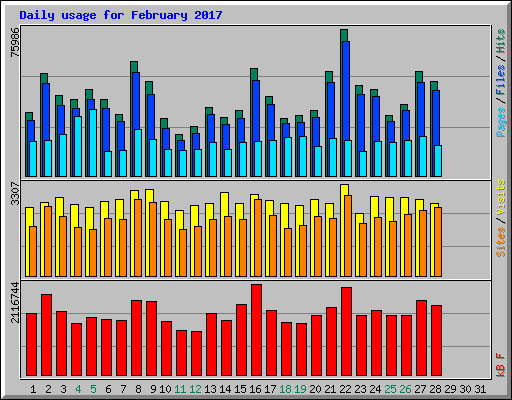 Daily usage for February 2017
75986
Pages / Files / Hits
3307
Sites / Visits
2116744
kB F
1 2 3 4 5 6 7 8 9 10 11 12 13 14 15 16 17 18 19 20 21 22 23 24 25 26 27 28 29 30 31